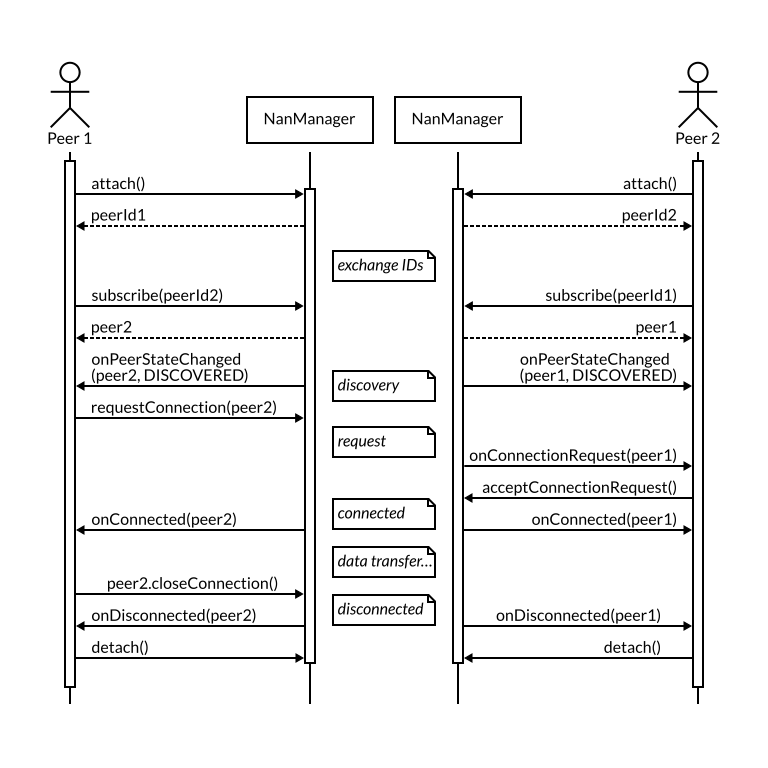 Peer 1
NanManager
NanManager
Peer 2
attach()
attach()
peerId1
peerId2
exchange IDs
subscribe(peerId2)
subscribe(peerId1)
peer2
peer1
onPeerStateChanged
(peer2, DISCOVERED)
onPeerStateChanged
(peer1, DISCOVERED)
discovery
requestConnection(peer2)
request
onConnectionRequest(peer1)
acceptConnectionRequest()
connected
onConnected(peer2)
onConnected(peer1)
data transfer...
peer2.closeConnection()
disconnected
onDisconnected(peer2)
onDisconnected(peer1)
detach()
detach()